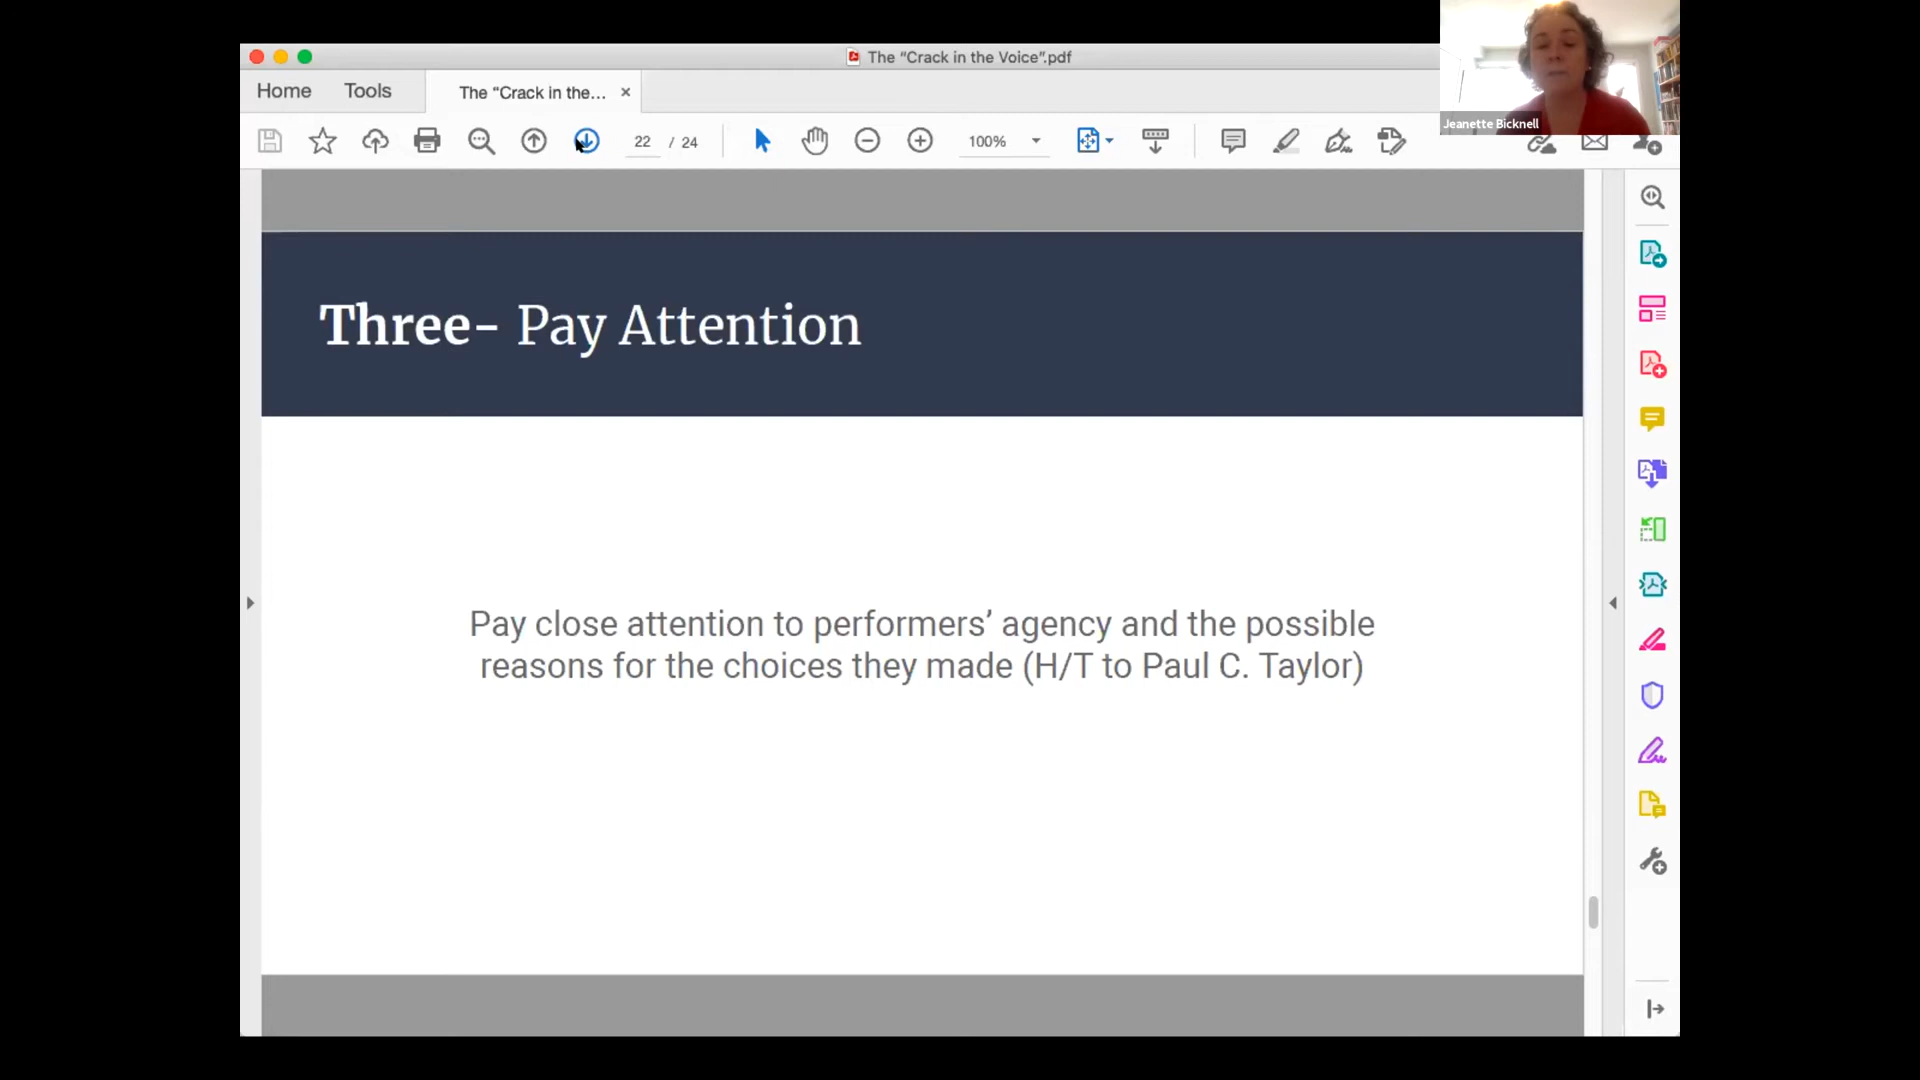 The “Crack in the Voice”.pdf
Home
Tools
The “Crack in the...
22 / 24
100%
Jeanette Bicknell
Three- Pay Attention
Pay close attention to performers’ agency and the possible
reasons for the choices they made (H/T to Paul C. Taylor)